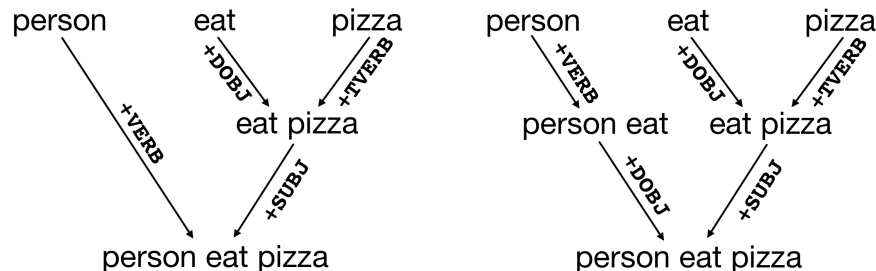 person eat pizza
+DOBJ +TVERB
+VERB
eat pizza
+SUBJ
person eat pizza
person eat pizza
+VERB +DOBJ +TVERB
person eat eat pizza
+DOBJ +SUBJ
person eat pizza